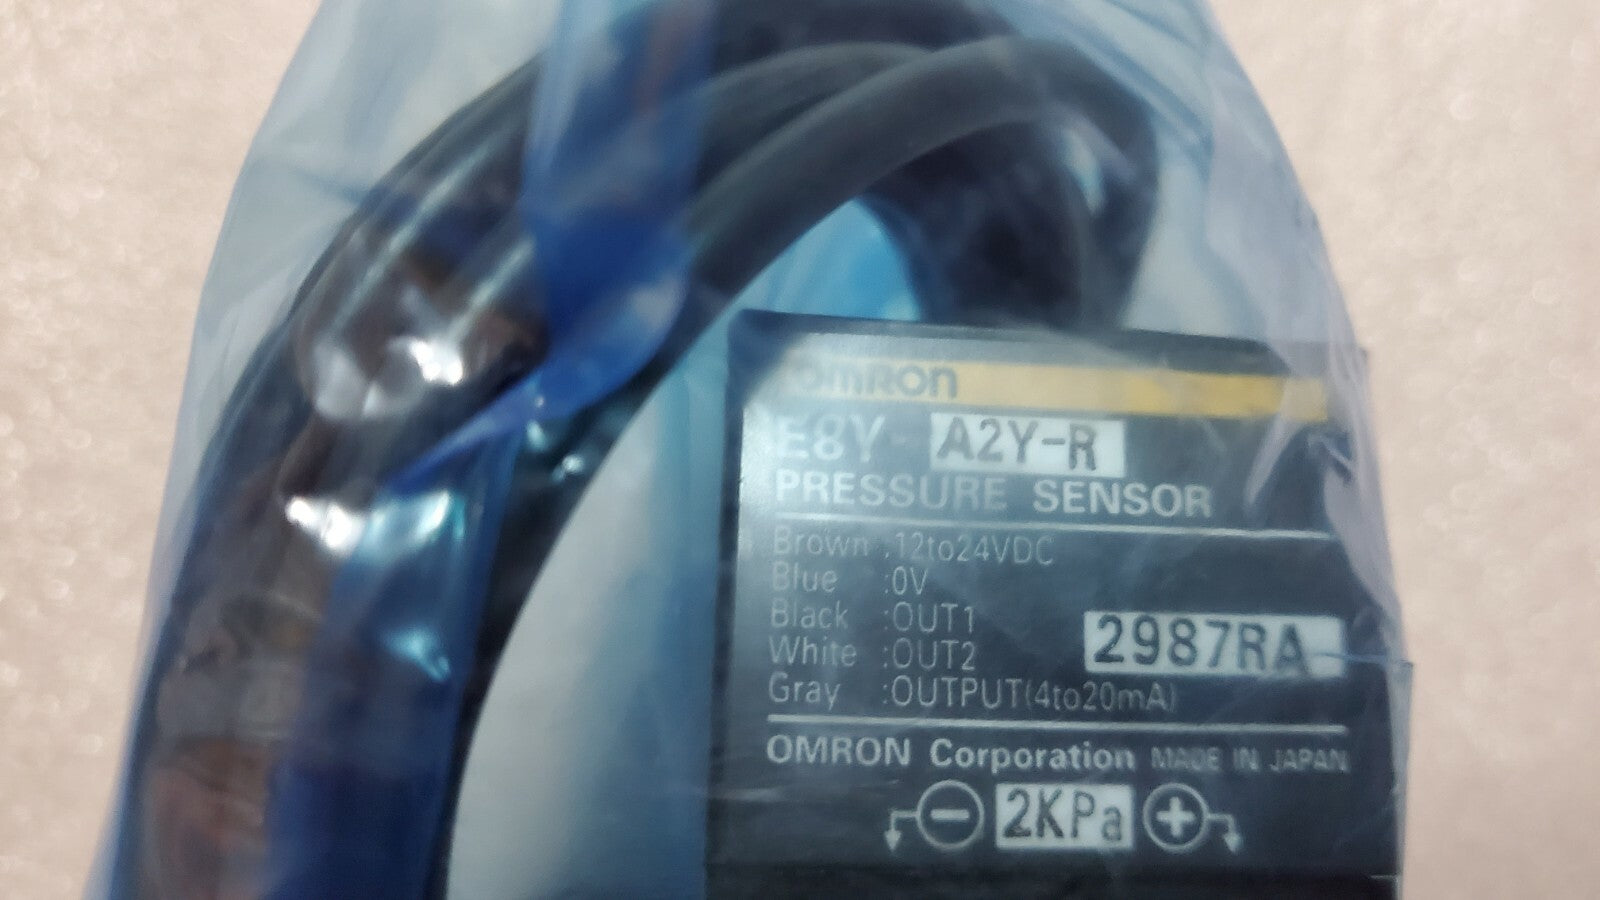 OMRON
E8Y- A2Y-R
PRESSURE SENSOR
Brown :12to24VDC
Blue :0V
Black :OUT1
White :OUT2
2987RA
Gray :OUTPUT(4to20mA)
OMRON Corporation MADE IN JAPAN
2KPa